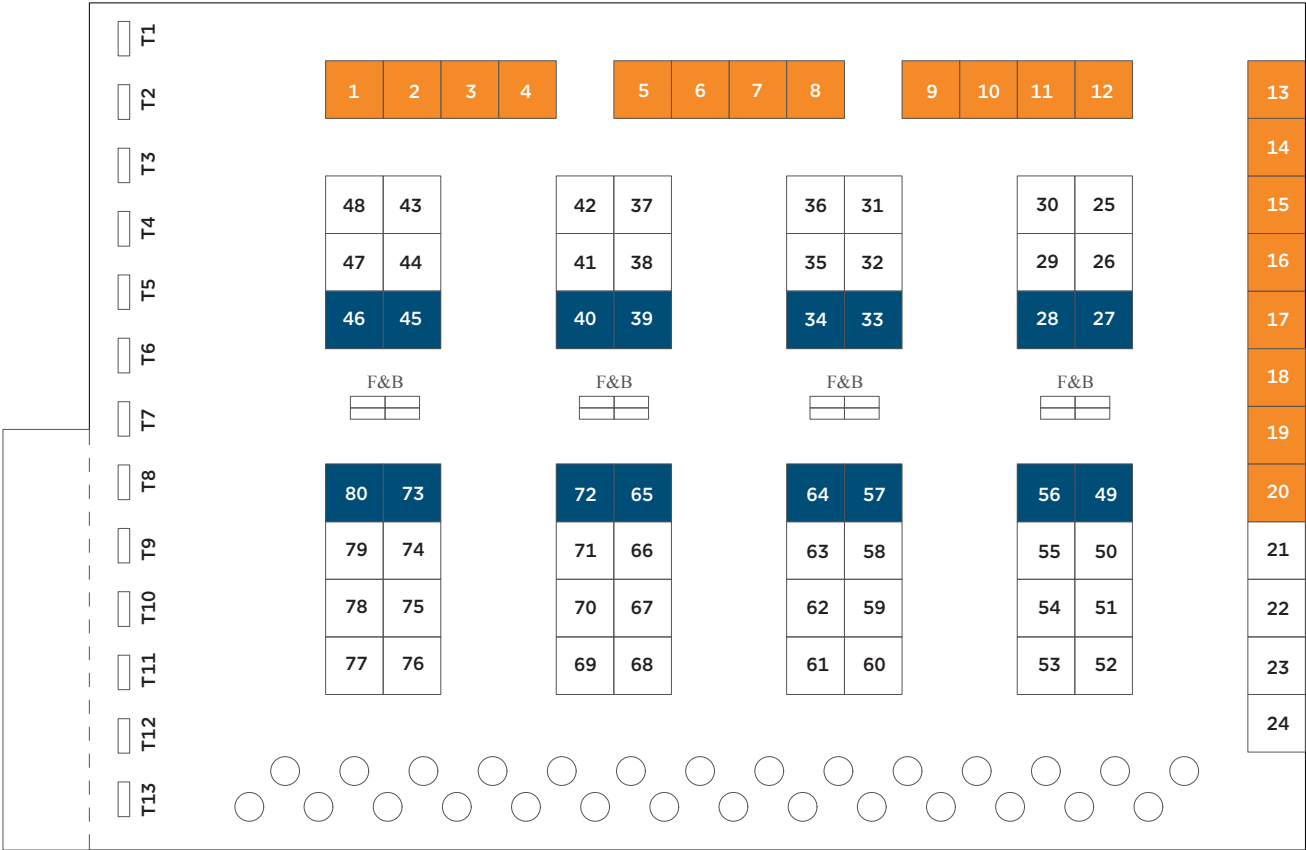 T1
T2
1 2 3 4 5 6 7 8 9 10 11 12 13
14
T3
48 43 42 37 36 31 30 25 15
T4
47 44 41 38 35 32 29 26 16
T5
46 45 40 39 34 33 28 27 17
T6
F&B F&B F&B F&B 18
T7
19
T8
80 73 72 65 64 57 56 49 20
T9
79 74 71 66 63 58 55 50 21
T10
78 75 70 67 62 59 54 51 22
T11
77 76 69 68 61 60 53 52 23
T12
24
T13